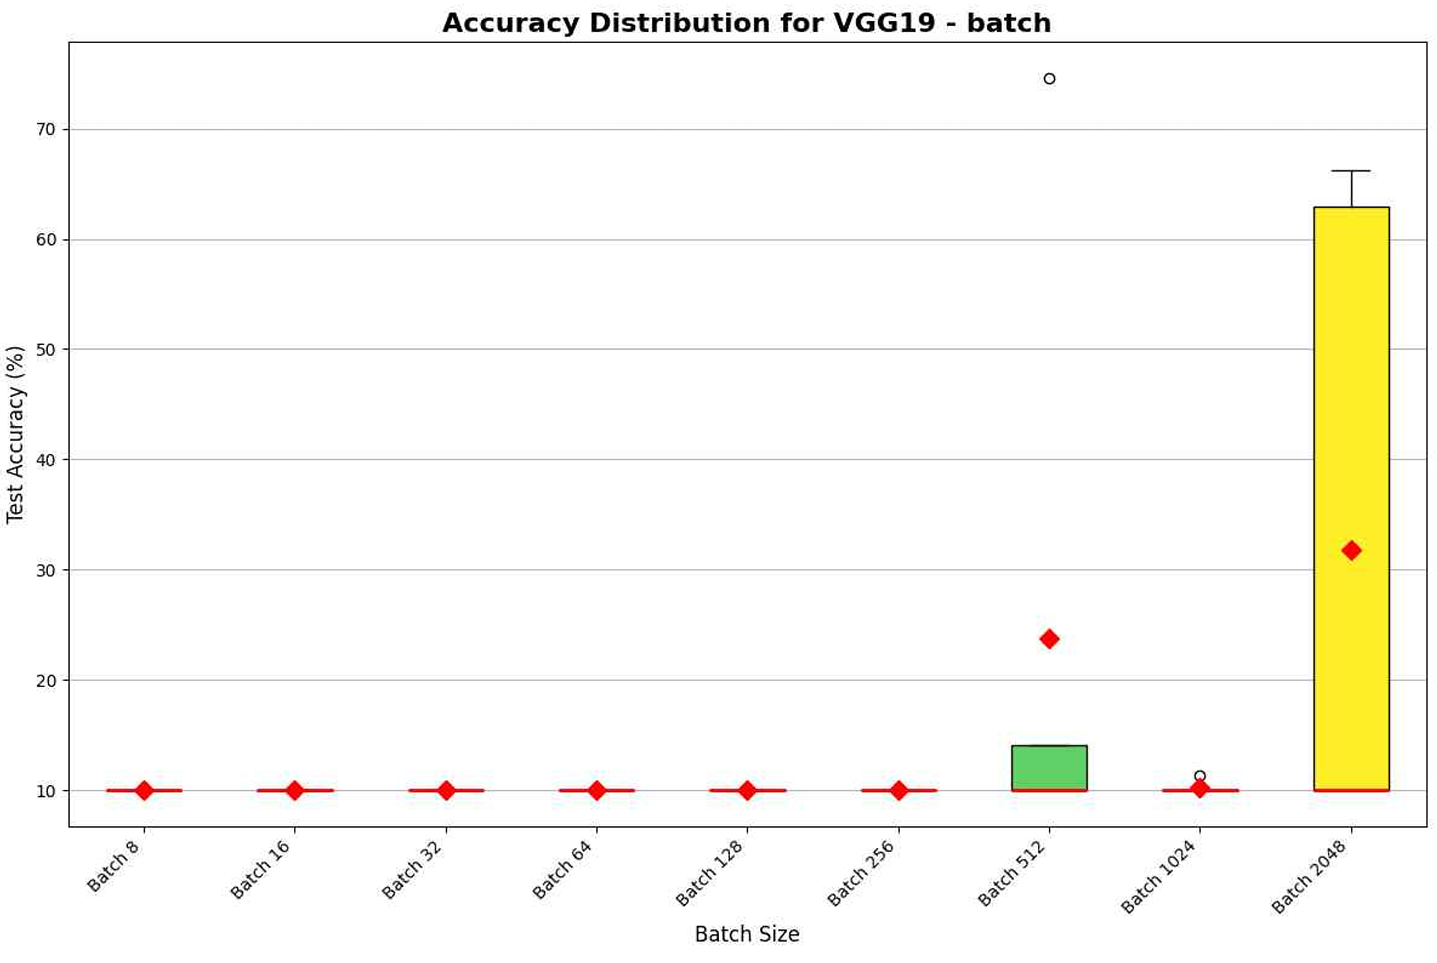 Accuracy Distribution for VGG19 - batch
Test Accuracy (%)
70
60
50
40
30
20
10
Batch 8
Batch 16
Batch 32
Batch 64
Batch 128
Batch 256
Batch 512
Batch 1024
Batch 2048
Batch Size